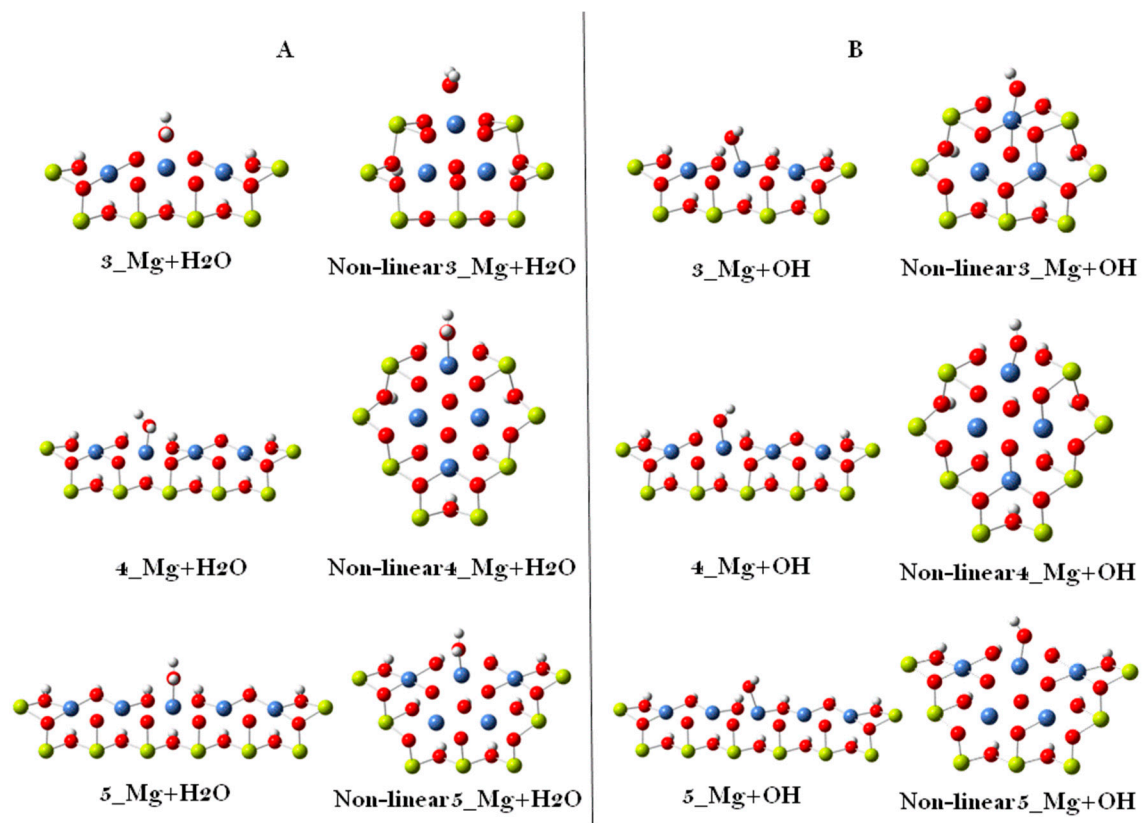 A
B
3_Mg+H2O
Non-linear3_Mg+H2O
3_Mg+OH
Non-linear3_Mg+OH
4_Mg+H2O
Non-linear4_Mg+H2O
4_Mg+OH
Non-linear4_Mg+OH
5_Mg+H2O
Non-linear5_Mg+H2O
5_Mg+OH
Non-linear5_Mg+OH